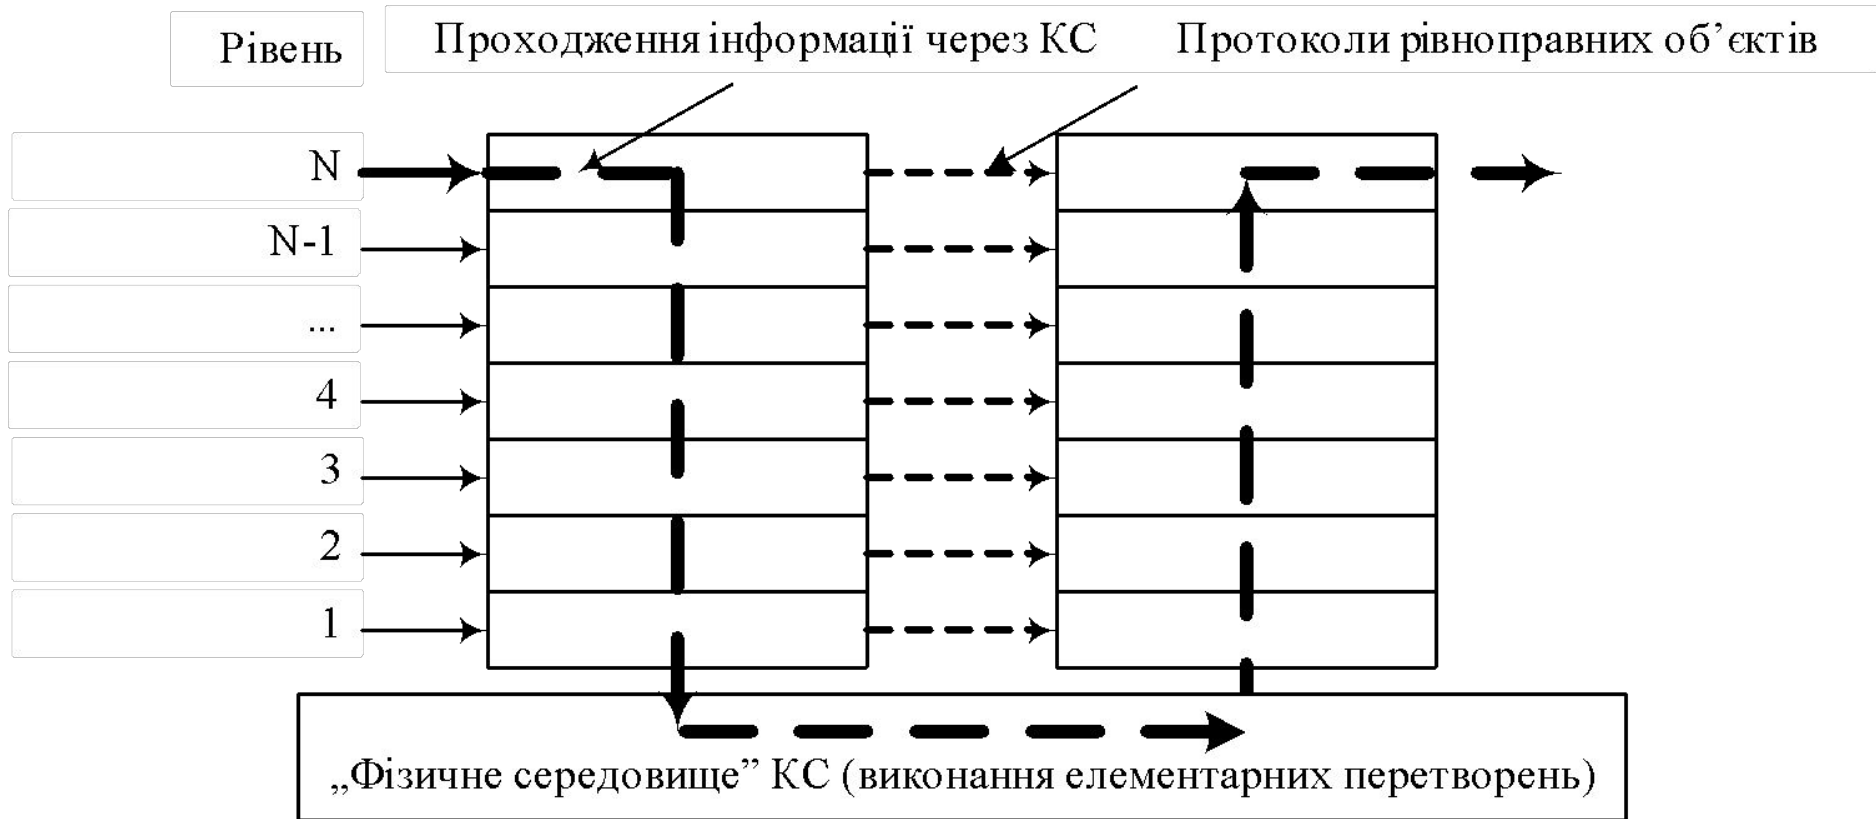 Рівень
Проходження інформації через КС
Протоколи рівноправних об’єктів
N
N-1
...
4
3
2
1
„Фізичне середовище” КС (виконання елементарних перетворень)